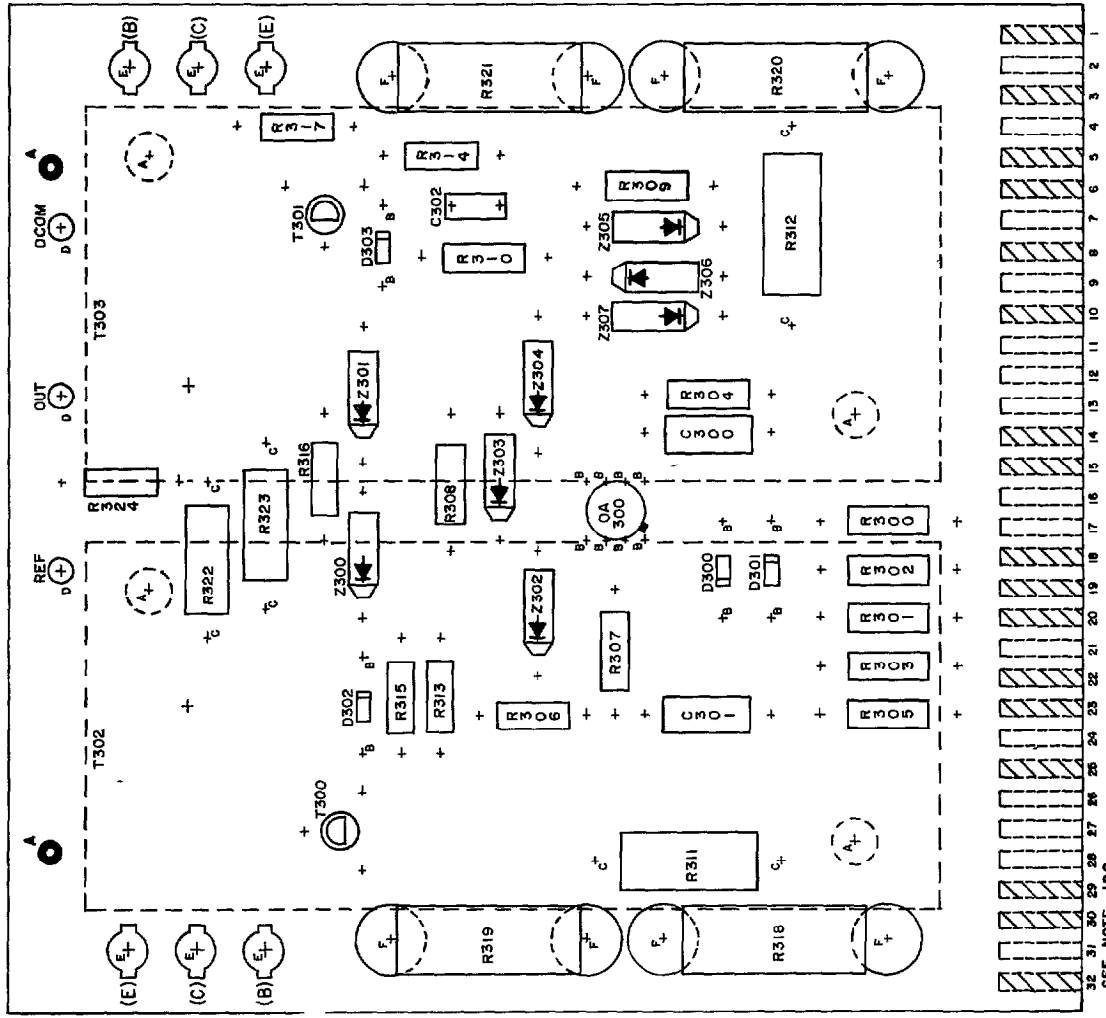 (B)
(C)
(E)
E
E
E
F
R321
F
F
R320
F
A
DCOM
D
T303
A
R317
R314
T301
D303
B
B
C302
R310
R309
Z305
Z306
Z307
C
R312
C
OUT
D
Z301
Z304
R304
C300
A
R324
C
C
R316
R323
R308
Z303
B B B B
OA
300
B B B B
REF
D
A
R322
C
C
Z300
Z302
B
B
D300
D301
B
B
R300
R302
R301
R303
R305
T302
D302
B
B
R315
R313
R306
R307
C301
A
T300
C
R311
C
A
E
E
E
(E)
(C)
(B)
F
R319
F
F
R318
F
1
2
3
4
5
6
7
8
9
10
11
12
13
14
15
16
17
18
19
20
21
22
23
24
25
26
27
28
29
30
31
32